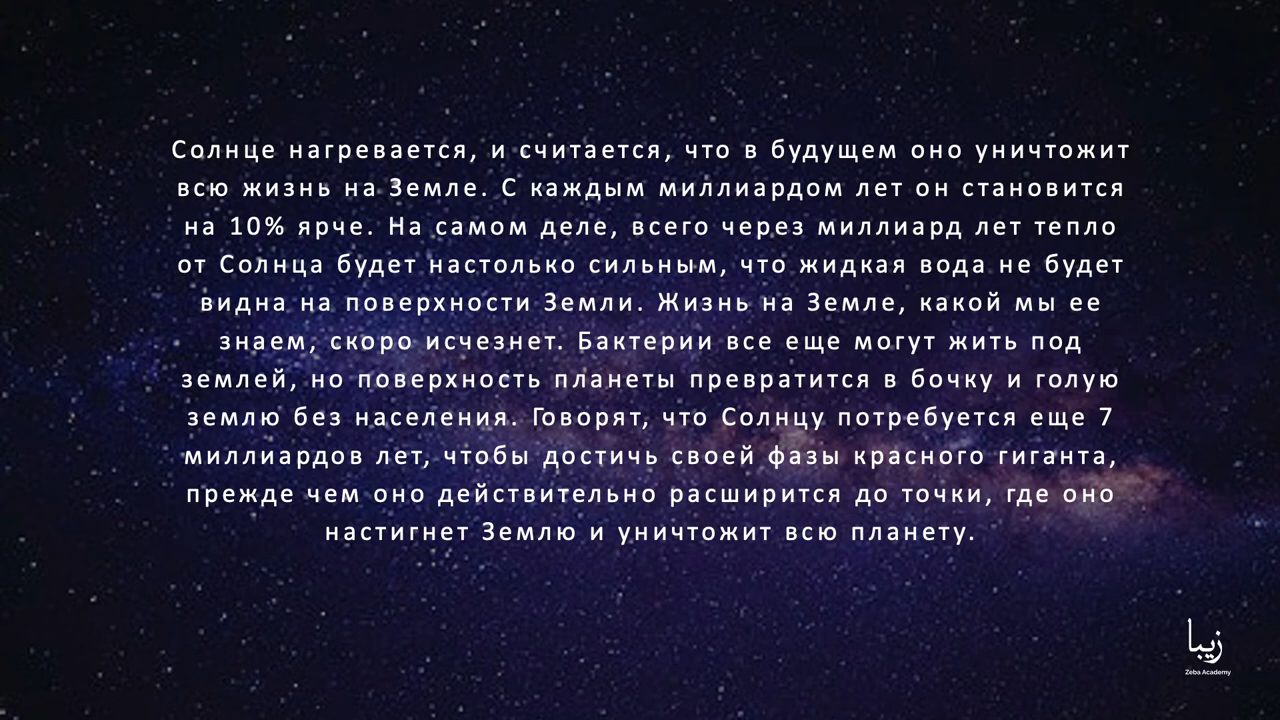 Солнце нагревается, и считается, что в будущем оно уничтожит
всю жизнь на Земле. С каждым миллиардом лет он становится
на 10% ярче. На самом деле, всего через миллиард лет тепло
от Солнца будет настолько сильным, что жидкая вода не будет
видна на поверхности Земли. Жизнь на Земле, какой мы ее
знаем, скоро исчезнет. Бактерии все еще могут жить под
землей, но поверхность планеты превратится в бочку и голую
землю без населения. Говорят, что Солнцу потребуется еще 7
миллиардов лет, чтобы достичь своей фазы красного гиганта,
прежде чем оно действительно расширится до точки, где оно
настигнет Землю и уничтожит всю планету.
زیبا
Zeba Academy